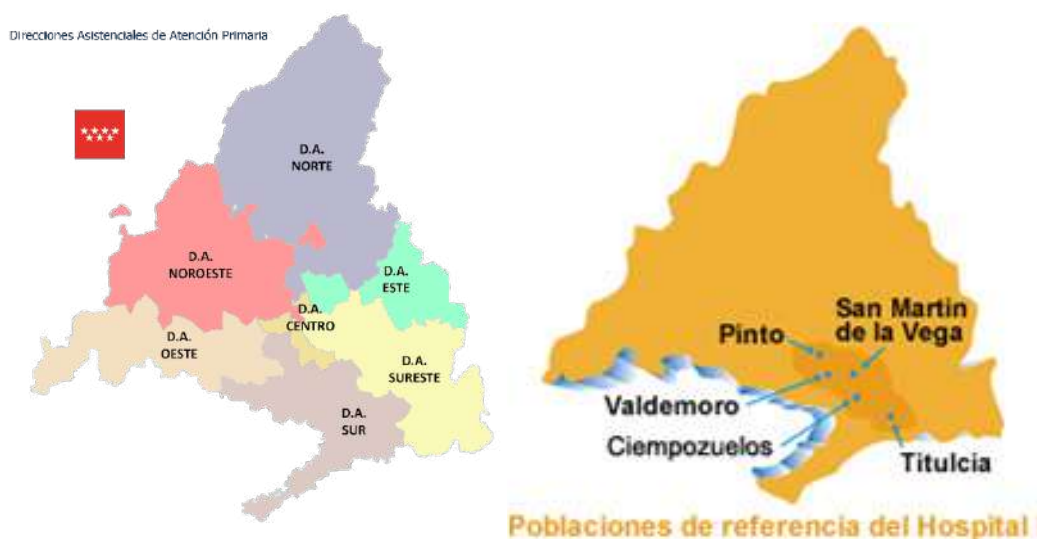 Direcciones Asistenciales de Atención Primaria
D.A.
NORTE
D.A.
NOROESTE
D.A.
ESTE
D.A.
CENTRO
D.A.
OESTE
D.A.
SURESTE
D.A.
SUR
San Martin
de la Vega
Pinto
Valdemoro
Ciempozuelos
Titulcia
Poblaciones de referencia del Hospital